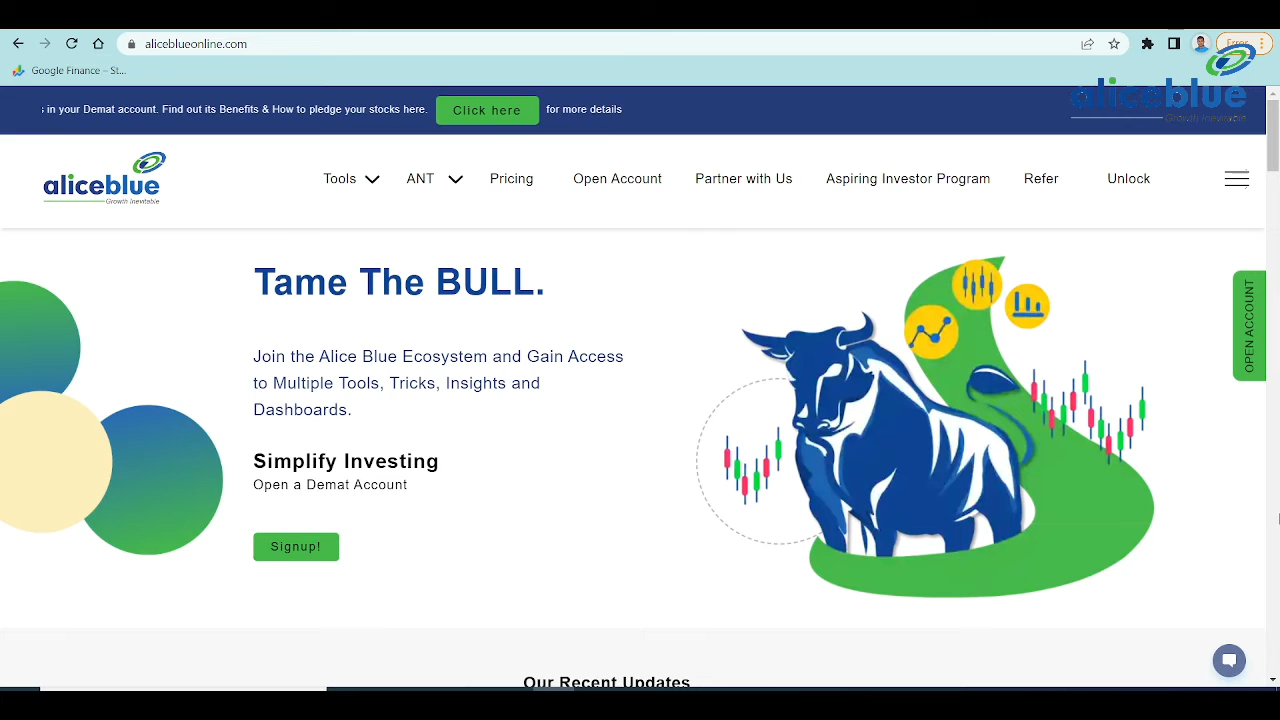 aliceblueonline.com
Error
Google Finance – St...
s in your Demat account. Find out its Benefits & How to pledge your stocks here. Click here for more details
aliceblue
Growth Inevitable
aliceblue
Growth Inevitable
Tools ANT Pricing Open Account Partner with Us Aspiring Investor Program Refer Unlock
Tame The BULL.
OPEN ACCOUNT
Join the Alice Blue Ecosystem and Gain Access
to Multiple Tools, Tricks, Insights and
Dashboards.
Simplify Investing
Open a Demat Account
Signup!
Our Recent Updates